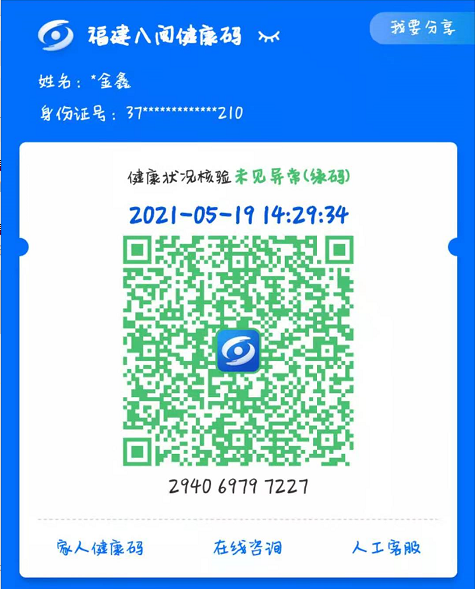 福建八闽健康码
我要分享
姓名：*金鑫
身份证号：37*************210
健康状况核验未见异常(绿码)
2021-05-19 14:29:34
2940 6979 7227
家人健康码 在线咨询 人工客服